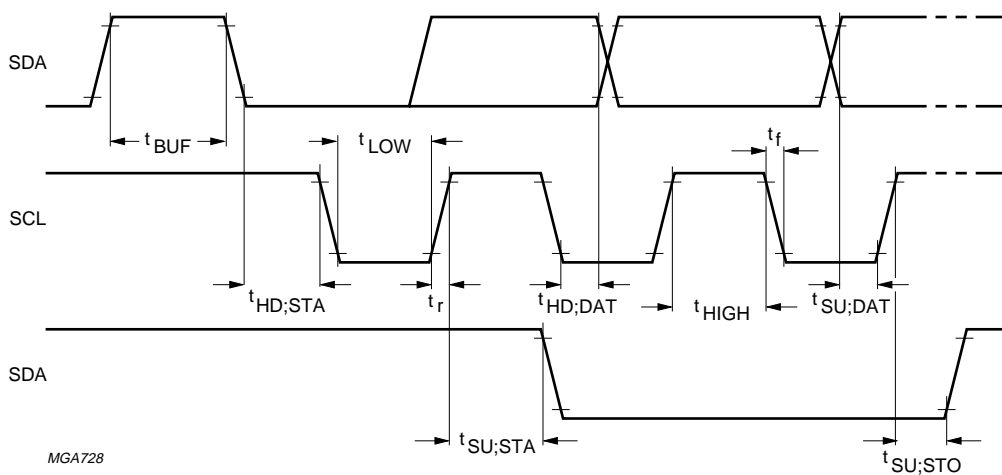 SDA
t BUF
t LOW
t f
SCL
t HD;STA
t r
t HD;DAT
t HIGH
t SU;DAT
SDA
t SU;STA
t SU;STO
MGA728